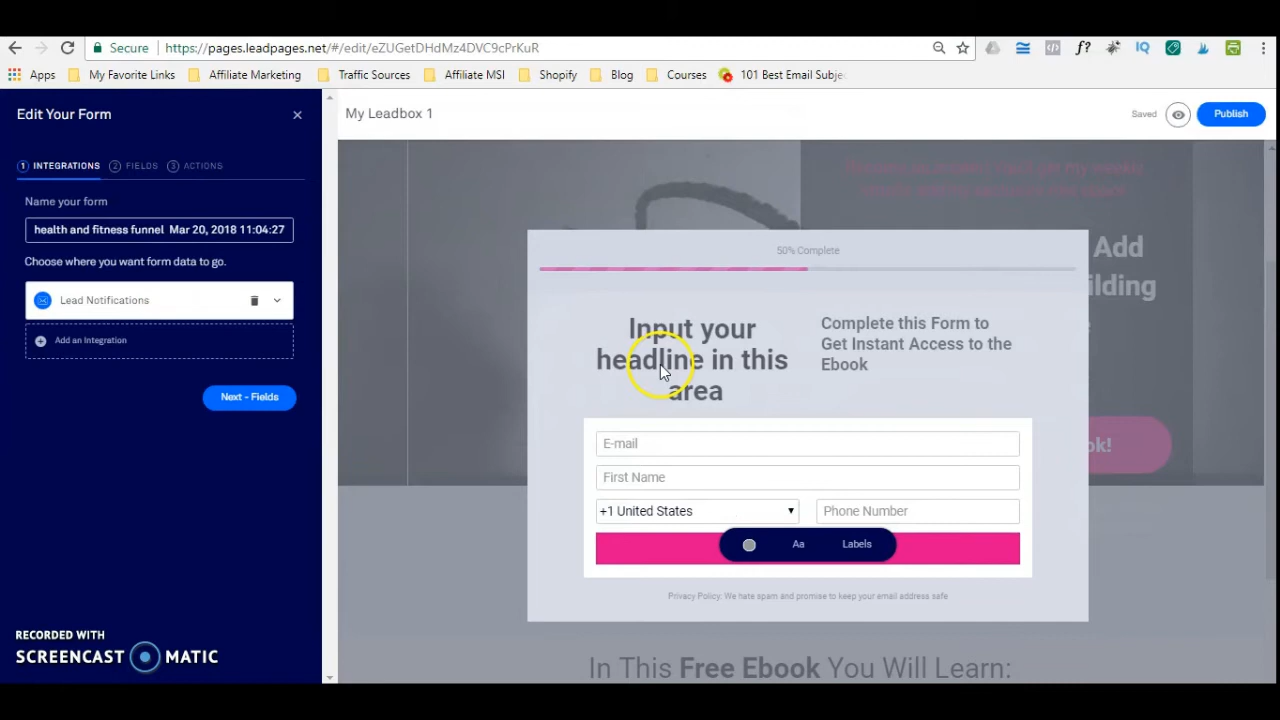 Secure https://pages.leadpages.net/#/edit/eZUGetDHdMz4DVC9cPrKuR
Apps My Favorite Links Affiliate Marketing Traffic Sources Affiliate MSI Shopify Blog Courses 101 Best Email Subje
Edit Your Form
My Leadbox 1
Saved
Publish
1 INTEGRATIONS 2 FIELDS 3 ACTIONS
Name your form
health and fitness funnel Mar 20, 2018 11:04:27
Choose where you want form data to go.
Lead Notifications
Add an Integration
Next - Fields
50% Complete
Add
ilding
Input your
headline in this
area
Complete this Form to
Get Instant Access to the
Ebook
E-mail
First Name
+1 United States
Phone Number
ok!
Aa Labels
Privacy Policy: We hate spam and promise to keep your email address safe
In This Free Ebook You Will Learn:
RECORDED WITH
SCREENCAST MATIC